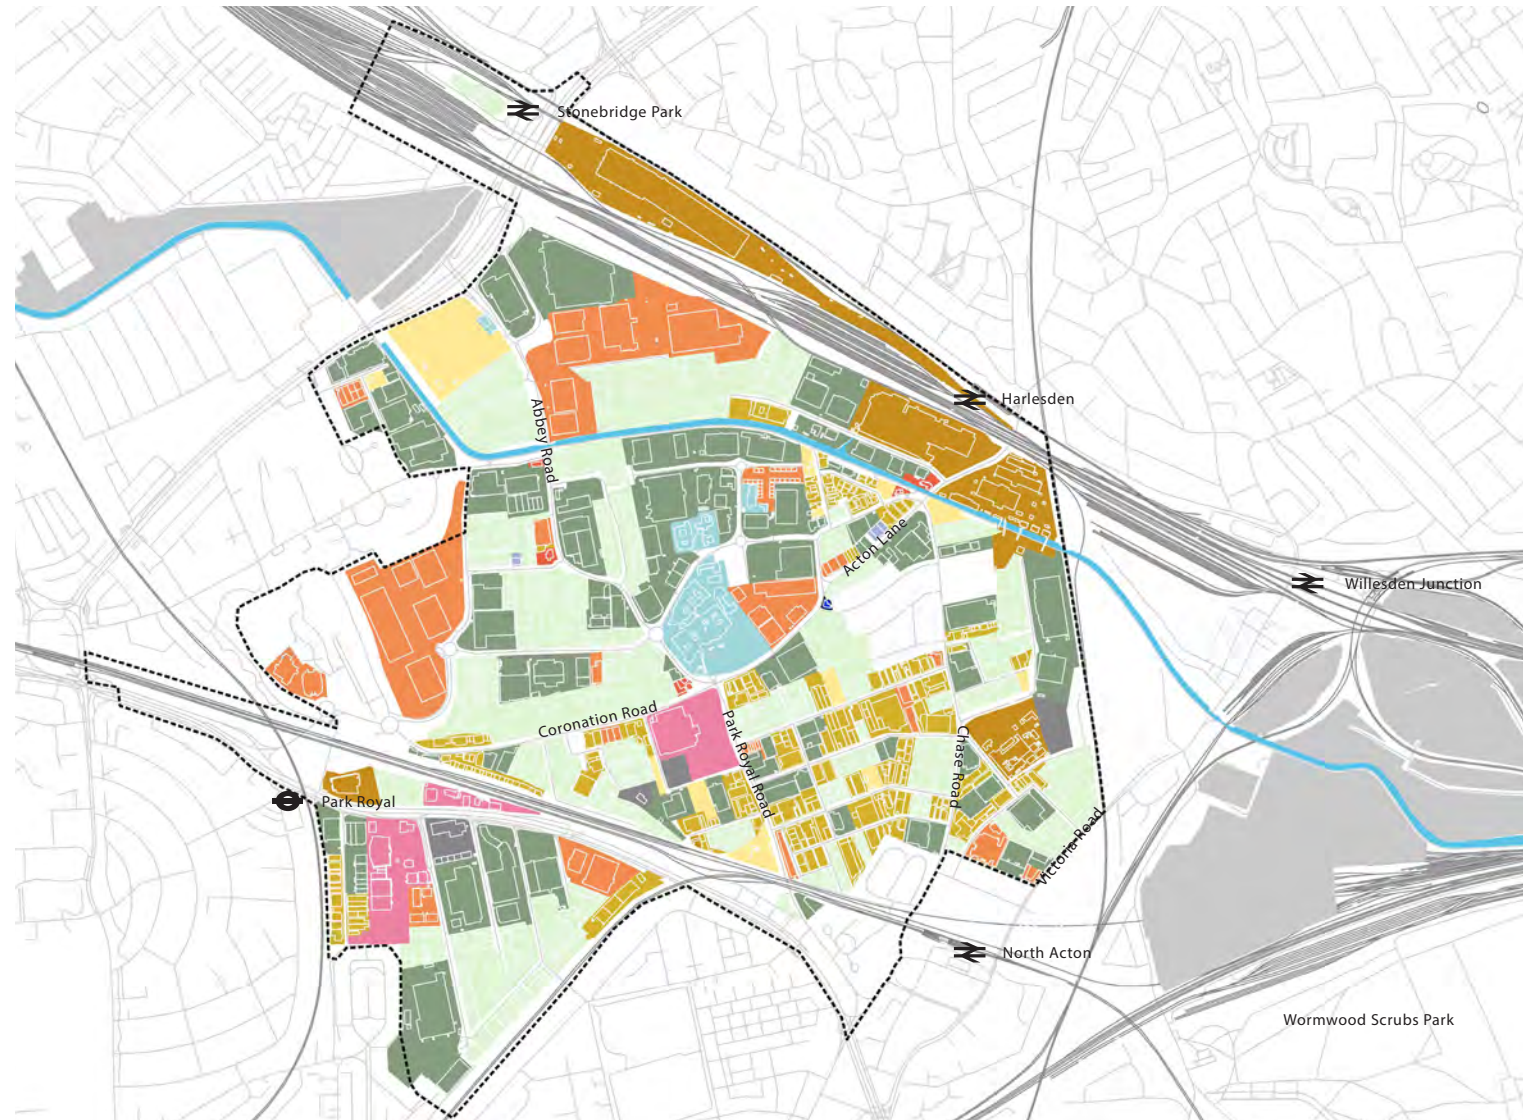 Stonebridge Park
Harlesden
Abbey Road
Acton Lane
Willesden Junction
Coronation Road
Park Royal Road
Chase Road
Park Royal
Victoria Road
North Acton
Wormwood Scrubs Park